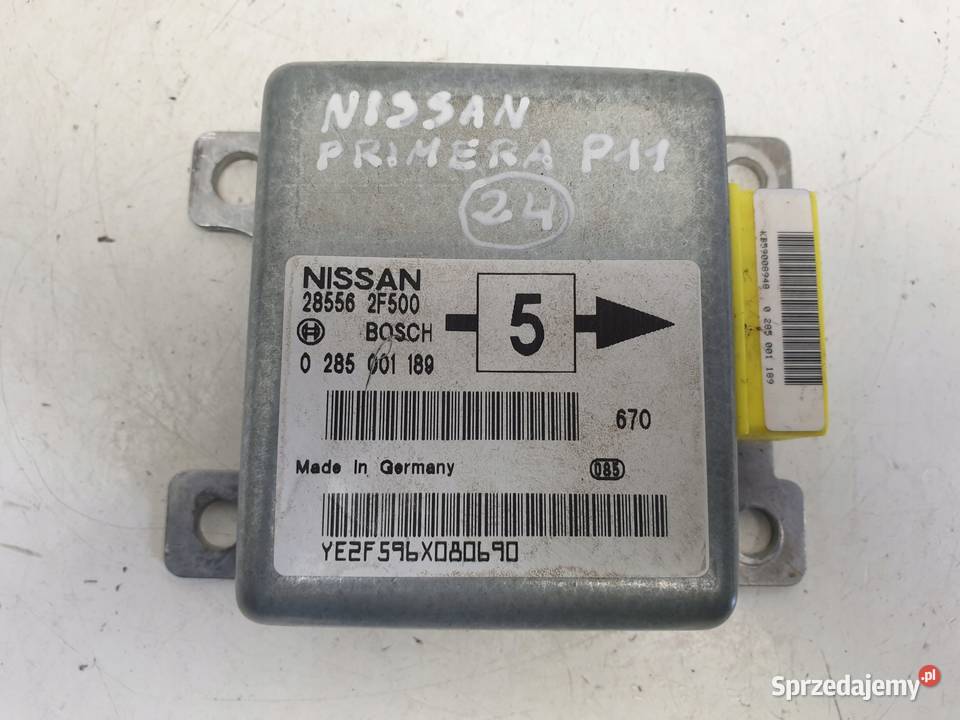 NISSAN
PRIMERA P11
24
NISSAN
28556 2F500
BOSCH
0 285 001 189
5
670
Made in Germany
085
YE2F596X080690
KB59008940 0 285 001 189
Sprzedajemy.pl